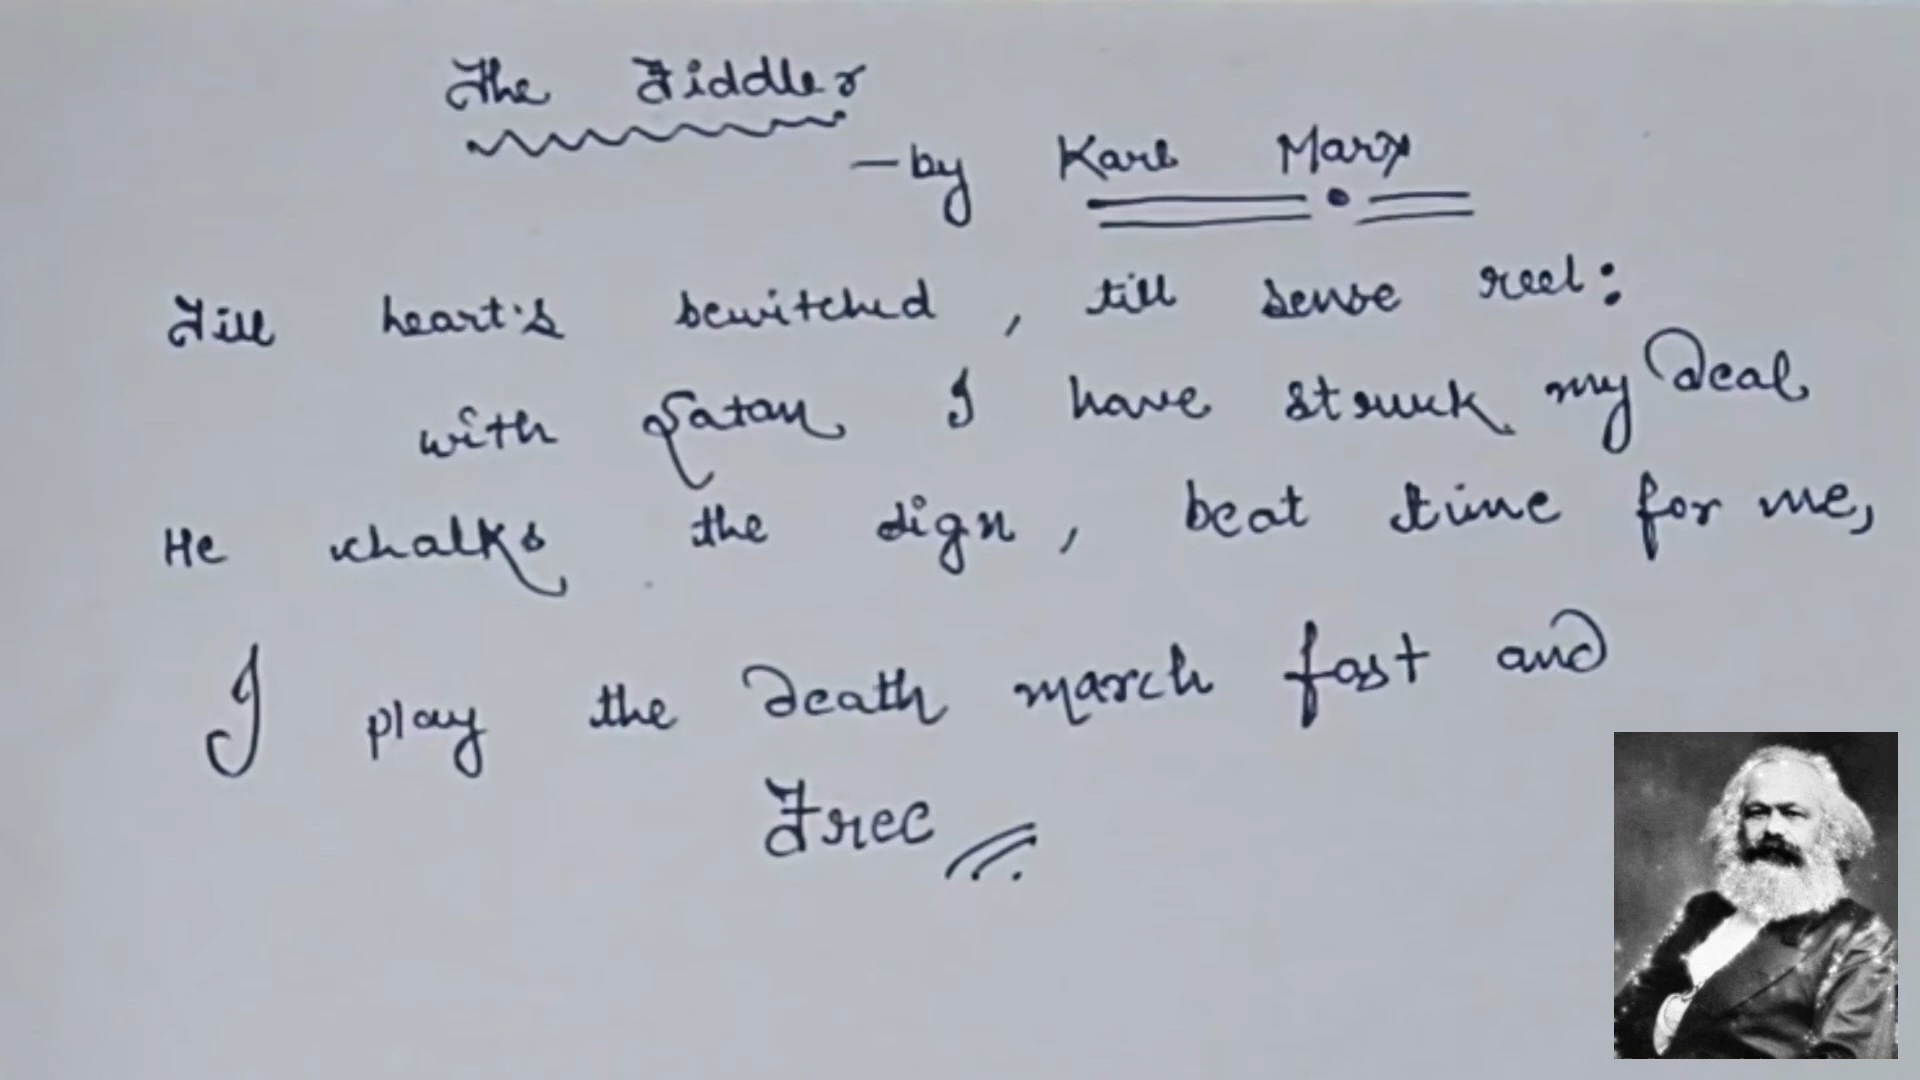 The Fiddler
- by Karl Marx
Till heart's bewitched, till sense reel:
with Satan I have struck my deal
He chalks the sign, beat time for me,
I play the death march fast and
Free